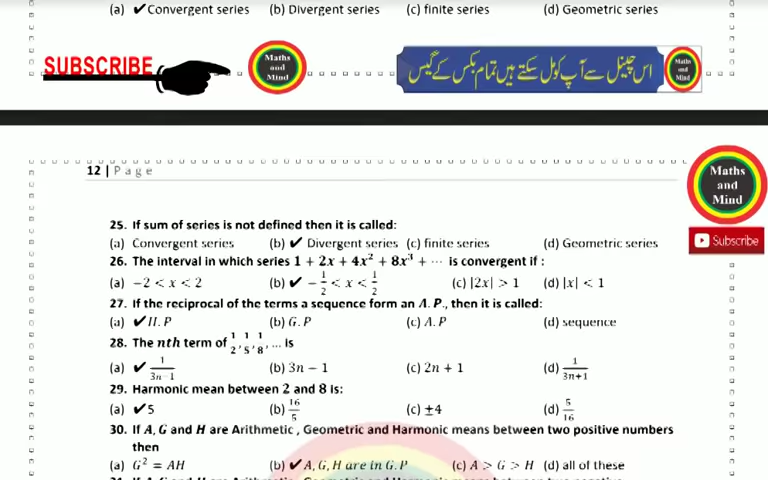 (a) ✔Convergent series (b) Divergent series (c) finite series (d) Geometric series
SUBSCRIBE
Maths and Mind
اس چینل سے آپ کو مل سکتے ہیں تمام بکس کے گیس
Maths and Mind
12 | Page
Maths and Mind
Subscribe
25. If sum of series is not defined then it is called:
(a) Convergent series (b) ✔ Divergent series (c) finite series (d) Geometric series
26. The interval in which series 1 + 2x + 4x² + 8x³ + ⋯ is convergent if :
(a) −2 < x < 2 (b) ✔ −1/2 < x < 1/2 (c) |2x| > 1 (d) |x| < 1
27. If the reciprocal of the terms a sequence form an A.P., then it is called:
(a) ✔H.P (b) G.P (c) A.P (d) sequence
28. The nth term of 1/2, 1/5, 1/8, … is
(a) ✔ 1/3n−1 (b) 3n − 1 (c) 2n + 1 (d) 1/3n+1
29. Harmonic mean between 2 and 8 is:
(a) ✔5 (b) 16/5 (c) ±4 (d) 5/16
30. If A, G and H are Arithmetic , Geometric and Harmonic means between two positive numbers
then
(a) G² = AH (b) ✔ A, G, H are in G.P (c) A > G > H (d) all of these